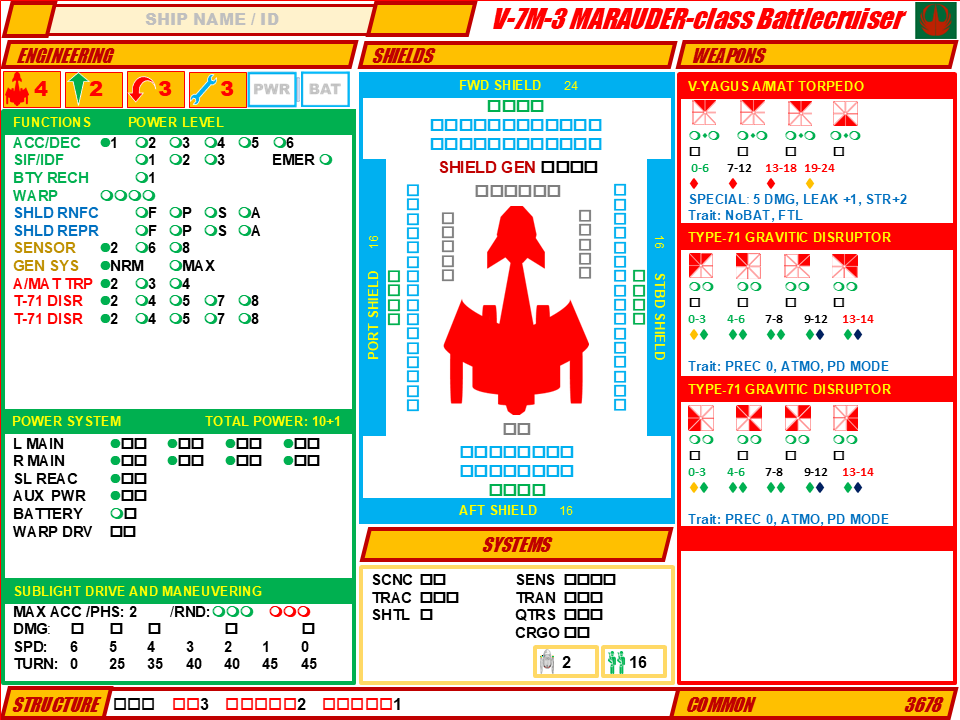 SHIP NAME / ID
V-7M-3 MARAUDER-class Battlecruiser
ENGINEERING
4 2 3 3 PWR BAT
FUNCTIONS POWER LEVEL
ACC/DEC 1 2 3 4 5 6
SIF/IDF 1 2 3 EMER
BTY RECH 1
WARP
SHLD RNFC F P S A
SHLD REPR F P S A
SENSOR 2 6 8
GEN SYS NRM MAX
A/MAT TRP 2 3 4
T-71 DISR 2 4 5 7 8
T-71 DISR 2 4 5 7 8
POWER SYSTEM TOTAL POWER: 10+1
L MAIN
R MAIN
SL REAC
AUX PWR
BATTERY
WARP DRV
SUBLIGHT DRIVE AND MANEUVERING
MAX ACC /PHS: 2 /RND:
DMG:
SPD: 6 5 4 3 2 1 0
TURN: 0 25 35 40 40 45 45
SHIELDS
FWD SHIELD 24
SHIELD GEN
PORT SHIELD 16
STBD SHIELD 16
AFT SHIELD 16
SYSTEMS
SCNC SENS
TRAC TRAN
SHTL QTRS
CRGO
2 16
WEAPONS
V-YAGUS A/MAT TORPEDO
0-6 7-12 13-18 19-24
SPECIAL: 5 DMG, LEAK +1, STR+2
Trait: NoBAT, FTL
TYPE-71 GRAVITIC DISRUPTOR
0-3 4-6 7-8 9-12 13-14
Trait: PREC 0, ATMO, PD MODE
TYPE-71 GRAVITIC DISRUPTOR
0-3 4-6 7-8 9-12 13-14
Trait: PREC 0, ATMO, PD MODE
STRUCTURE 3 2 1
COMMON 3678